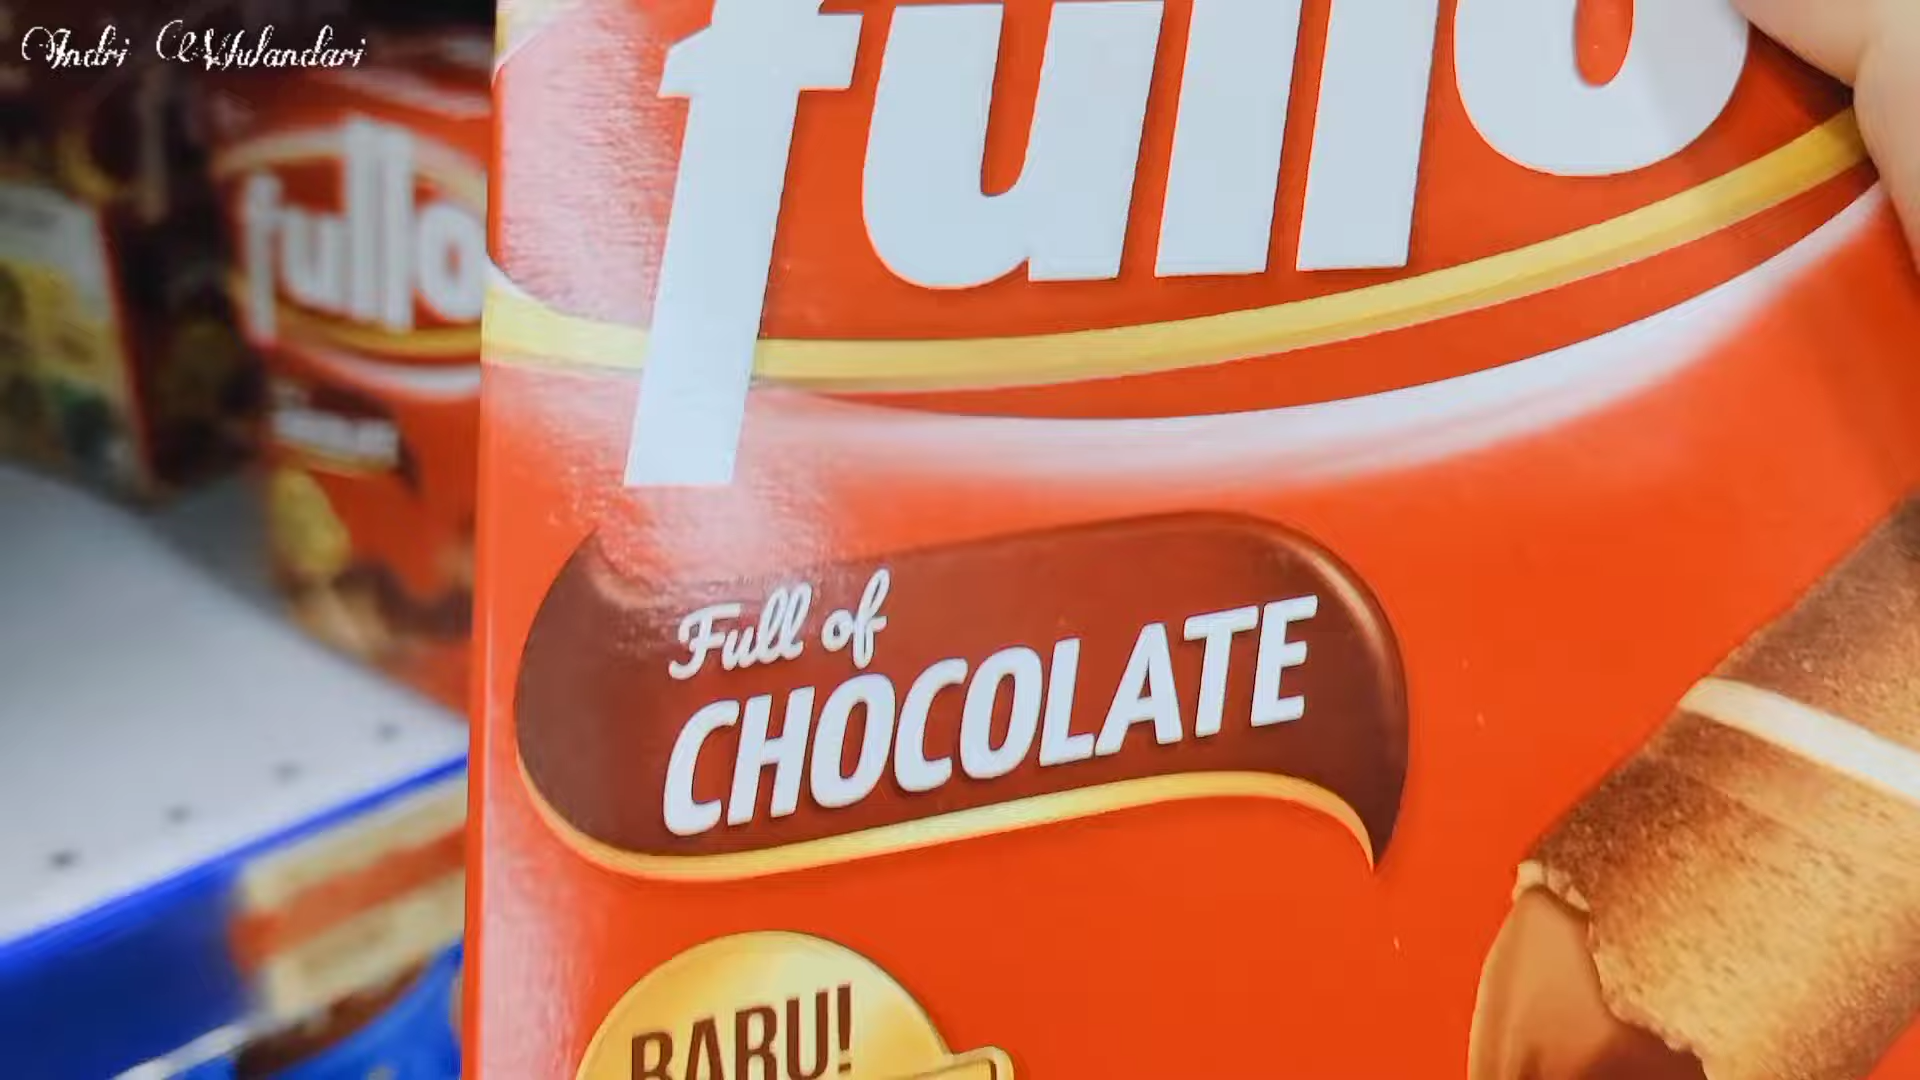 Indri Wulandari
fullo
fullo
Full of
CHOCOLATE
BARU!